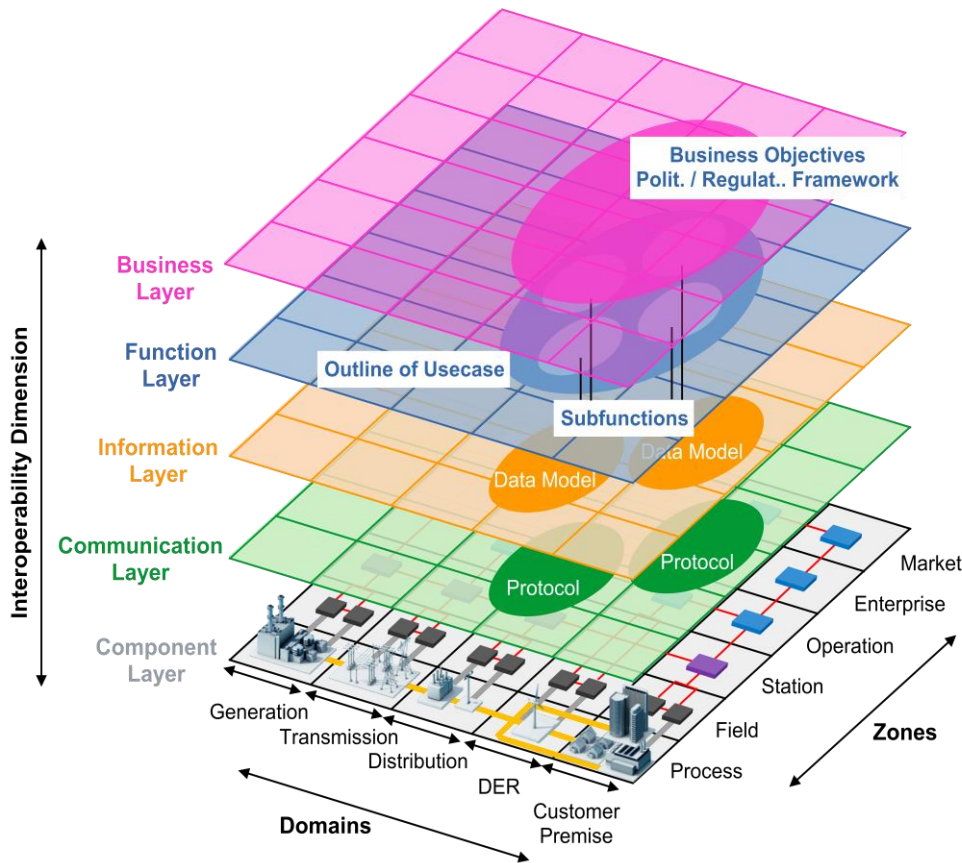 Business Objectives
Polit. / Regulat.. Framework
Interoperability Dimension
Business
Layer
Function
Layer
Outline of Usecase
Subfunctions
Information
Layer
Data Model
Data Model
Communication
Layer
Protocol
Protocol
Component
Layer
Market
Enterprise
Operation
Station
Field
Process
Zones
Generation
Transmission
Distribution
DER
Customer
Premise
Domains